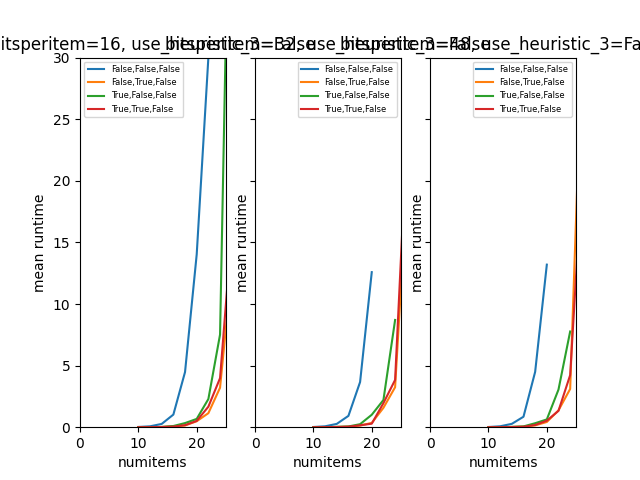 itsperitem=16, use_heuristic_3=False
bitsperitem=32, use_heuristic_3=False
bitsperitem=48, use_heuristic_3=Fa
False,False,False
False,True,False
True,False,False
True,True,False
mean runtime
30
25
20
15
10
5
0
0 10 20
numitems
False,False,False
False,True,False
True,False,False
True,True,False
mean runtime
0 10 20
numitems
False,False,False
False,True,False
True,False,False
True,True,False
mean runtime
0 10 20
numitems